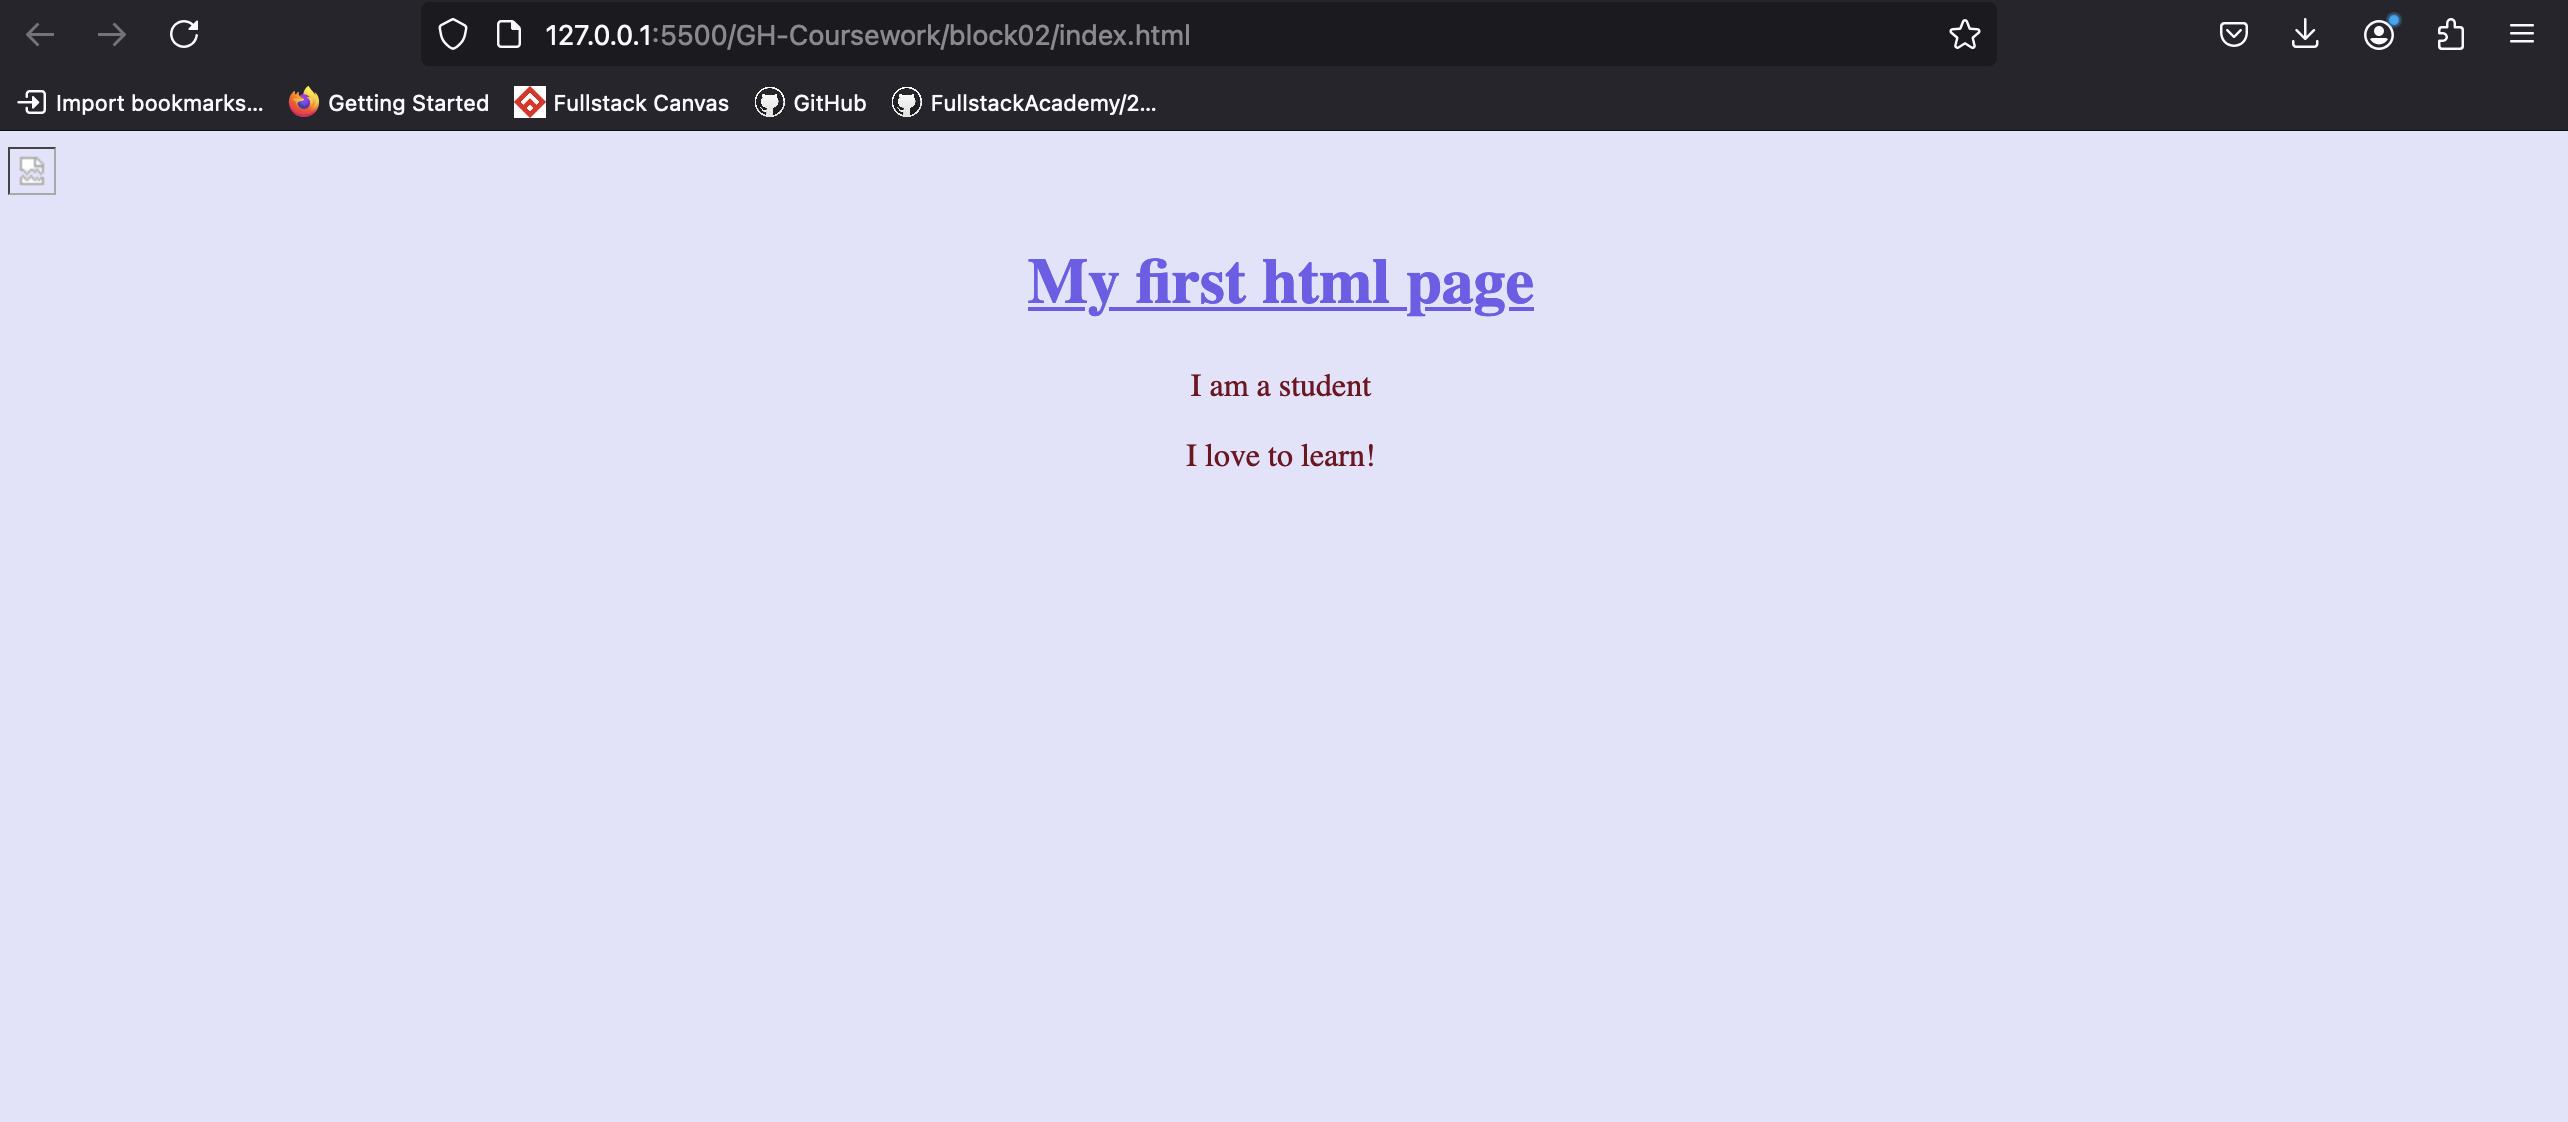 127.0.0.1:5500/GH-Coursework/block02/index.html
Import bookmarks... Getting Started Fullstack Canvas GitHub FullstackAcademy/2...
My first html page
I am a student
I love to learn!